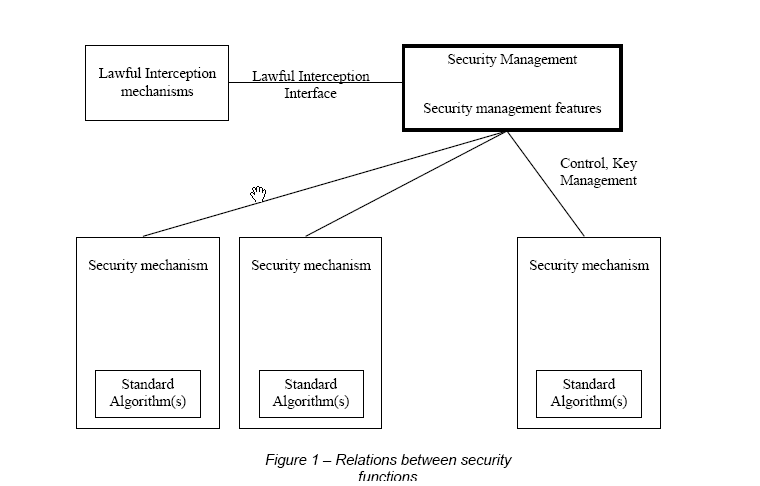 Security Management
Lawful Interception
mechanisms
Lawful Interception
Interface
Security management features
Control, Key
Management
Security mechanism
Security mechanism
Security mechanism
Standard
Algorithm(s)
Standard
Algorithm(s)
Standard
Algorithm(s)
Figure 1 – Relations between security
functions